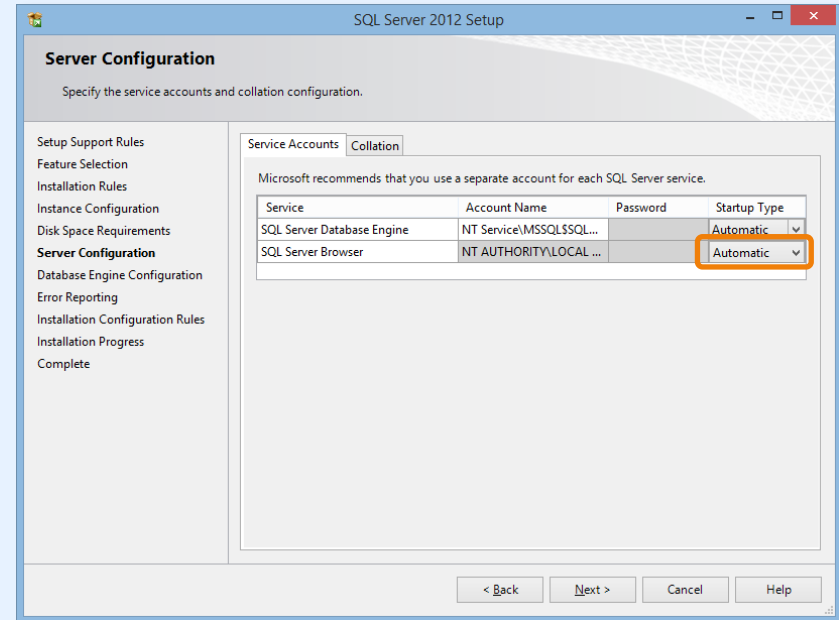 SQL Server 2012 Setup
Server Configuration
Specify the service accounts and collation configuration.
Setup Support Rules
Feature Selection
Installation Rules
Instance Configuration
Disk Space Requirements
Server Configuration
Database Engine Configuration
Error Reporting
Installation Configuration Rules
Installation Progress
Complete
Service Accounts Collation
Microsoft recommends that you use a separate account for each SQL Server service.
Service Account Name Password Startup Type
SQL Server Database Engine NT Service\MSSQL$SQL... Automatic
SQL Server Browser NT AUTHORITY\LOCAL ... Automatic
< Back Next > Cancel Help